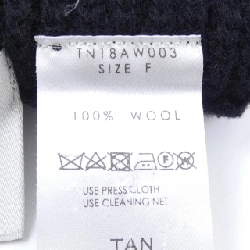 TN18AW003
SIZE F
100% WOOL
USE PRESS CLOTH
USE CLEANING NET
TAN